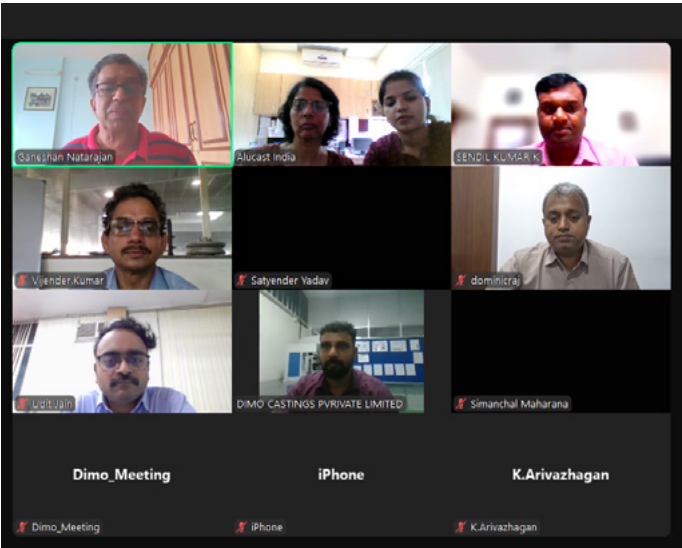 Ganeshan Natarajan
Alucast India
SENDIL KUMAR K
Vijender.Kumar
Satyender Yadav
dominicraj
Udit Jain
DIMO CASTINGS PVRIVATE LIMITED
Simanchal Maharana
Dimo_Meeting
iPhone
K.Arivazhagan
Dimo_Meeting
iPhone
K.Arivazhagan